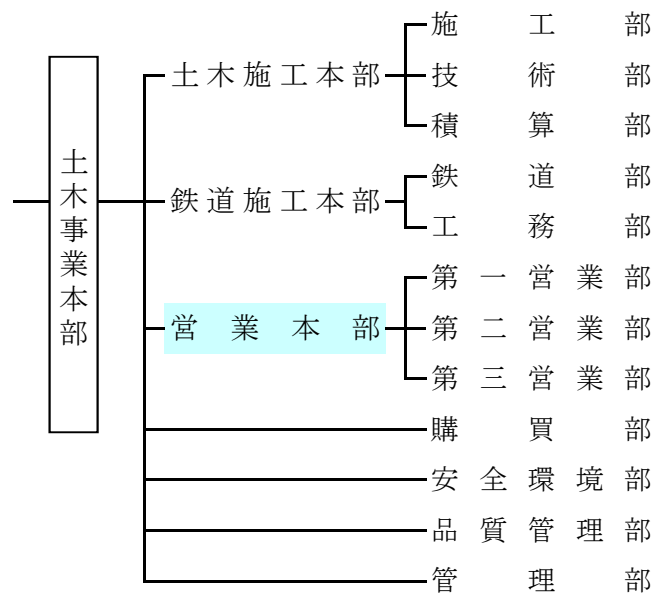 土木事業本部
土木施工本部
施工部
技術部
積算部
鉄道施工本部
鉄道部
工務部
営業本部
第一営業部
第二営業部
第三営業部
購買部
安全環境部
品質管理部
管理部